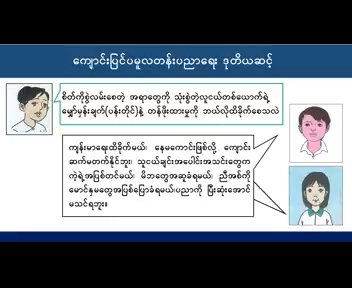 ကျောင်းပြင်ပမူလတန်းပညာရေး ဒုတိယဆင့်
စိတ်ကိုစွဲလမ်းစေတဲ့ အရာတွေကို သုံးစွဲတဲ့လူငယ်တစ်ယောက်ရဲ့
မျှော်မှန်းချက်(ပန်းတိုင်)နဲ့ တန်ဖိုးထားမှုကို ဘယ်လိုထိခိုက်စေသလဲ
ကျန်းမာရေးထိခိုက်မယ်၊ နေမကောင်းဖြစ်လို့ ကျောင်း
ဆက်မတက်နိုင်ဘူး၊ သူငယ်ချင်းအပေါင်းအသင်းတွေက
ကဲ့ရဲ့အပြစ်တင်မယ်၊ မိဘတွေအဆူခံရမယ်၊ ညီအစ်ကို
မောင်နှမတွေအပြစ်ပြောခံရမယ်၊ပညာကို ပြီးဆုံးအောင်
မသင်ရဘူး။